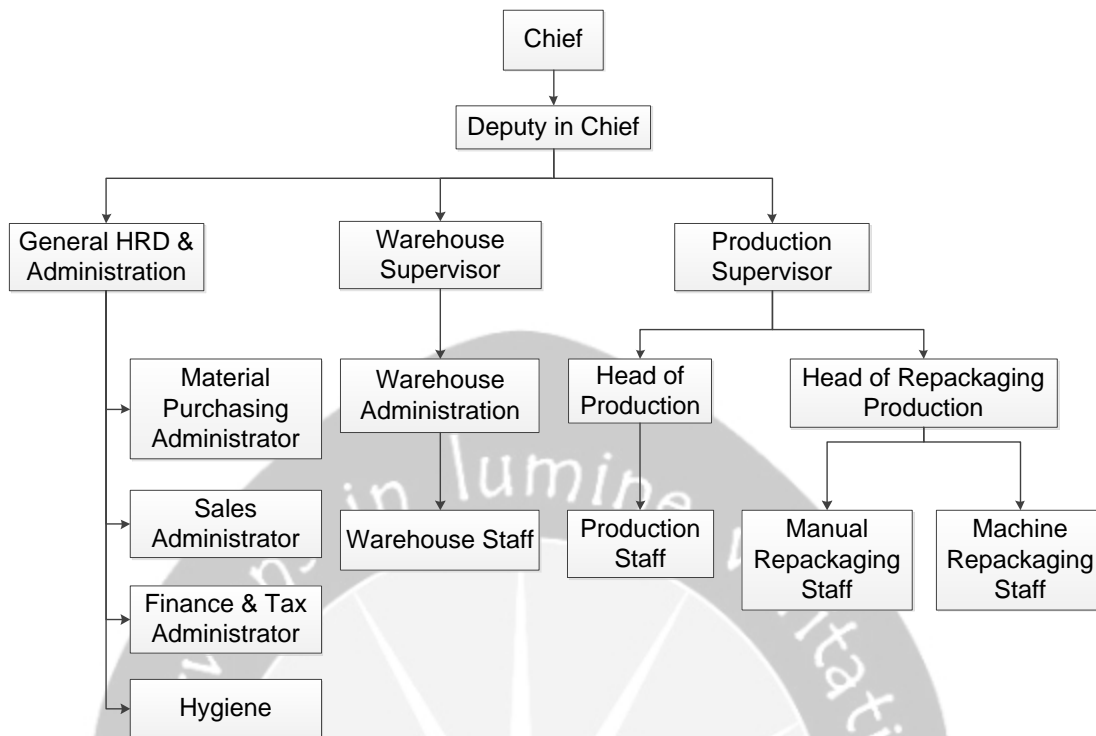 Chief
Deputy in Chief
General HRD &
Administration
Warehouse
Supervisor
Production
Supervisor
Material
Purchasing
Administrator
Warehouse
Administration
Head of
Production
Head of Repackaging
Production
Sales
Administrator
Warehouse Staff
Production
Staff
Manual
Repackaging
Staff
Machine
Repackaging
Staff
Finance & Tax
Administrator
Hygiene
in lumine